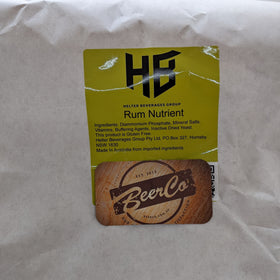 HB
HELTER BEVERAGES GROUP
Rum Nutrient
Ingredients: Diammonium Phosphate, Mineral Salts,
Vitamins, Buffering Agents, Inactive Dried Yeast.
This product is Gluten Free
Helter Beverages Group Pty Ltd, PO Box 327, Hornsby
NSW 1630
Made in Australia from imported ingredients
EST. 2012
BeerCo